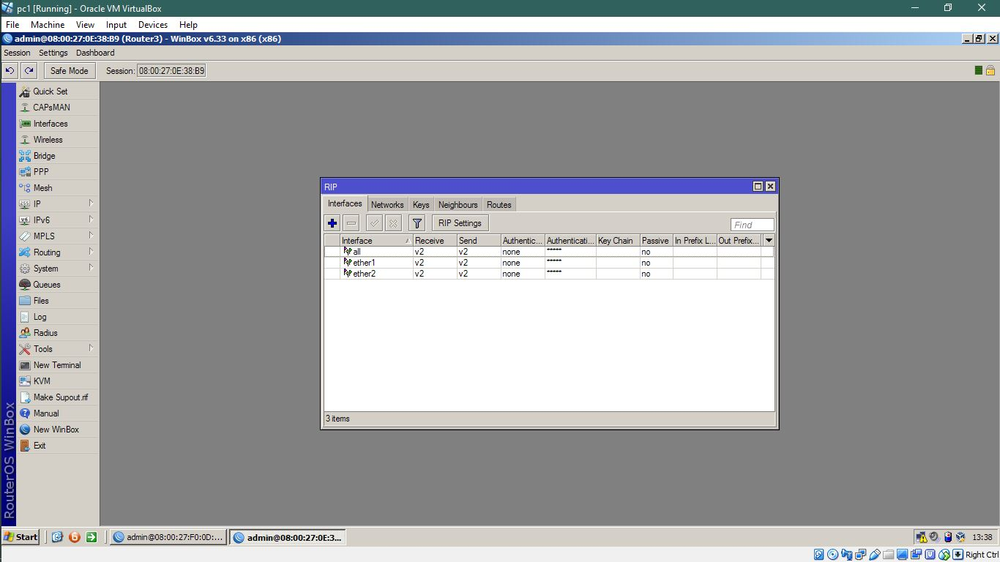 pc1 [Running] - Oracle VM VirtualBox
File Machine View Input Devices Help
admin@08:00:27:0E:38:B9 (Router3) - WinBox v6.33 on x86 (x86)
Session Settings Dashboard
Safe Mode Session: 08:00:27:0E:38:B9
Quick Set
CAPsMAN
Interfaces
Wireless
Bridge
PPP
Mesh
IP
IPv6
MPLS
Routing
System
Queues
Files
Log
Radius
Tools
New Terminal
KVM
Make Supout.rif
Manual
New WinBox
Exit
RouterOS WinBox
RIP
Interfaces Networks Keys Neighbours Routes
RIP Settings Find
Interface Receive Send Authentic... Authenticati... Key Chain Passive In Prefix L... Out Prefix...
all v2 v2 none ***** no
ether1 v2 v2 none ***** no
ether2 v2 v2 none ***** no
3 items
Start admin@08:00:27:F0:0D:... admin@08:00:27:0E:3... 13:38
Right Ctrl